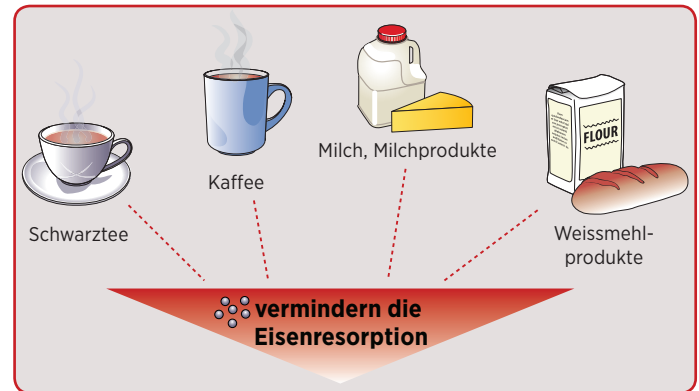 FLOUR
Milch, Milchprodukte
Kaffee
Schwarztee
Weissmehl-
produkte
vermindern die
Eisenresorption